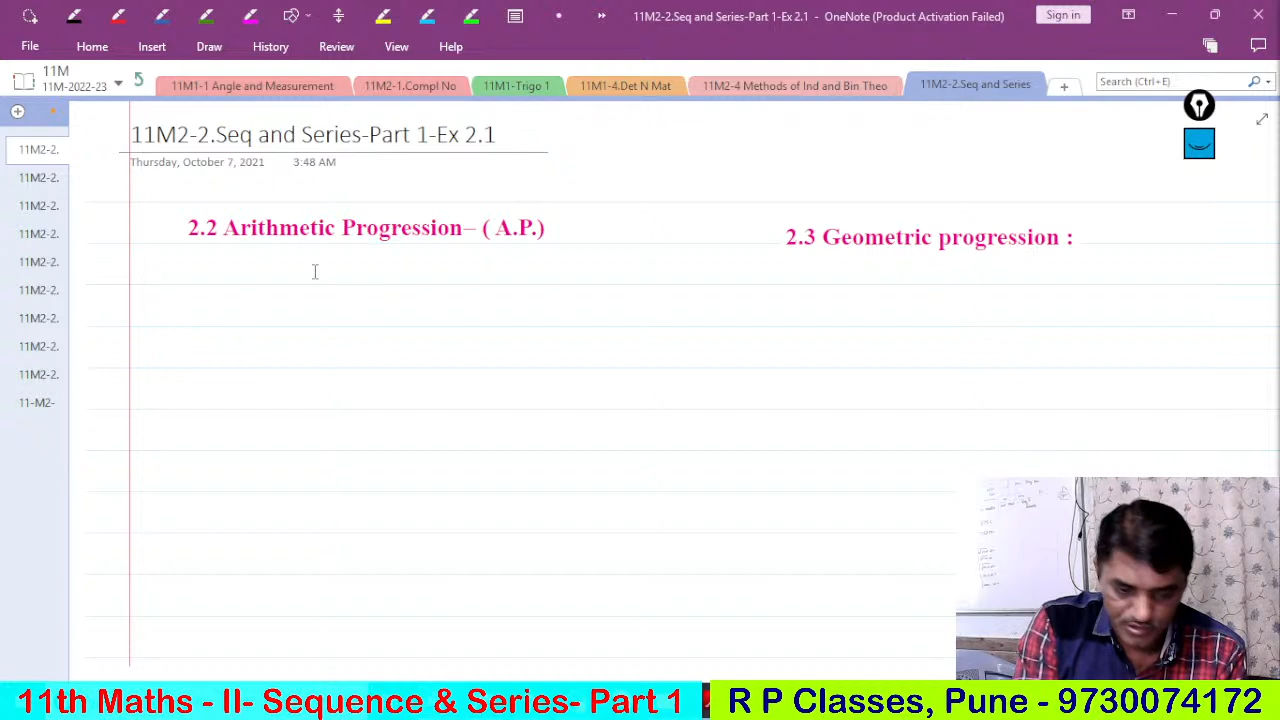 11M2-2.Seq and Series-Part 1-Ex 2.1 - OneNote (Product Activation Failed)
Sign in
File Home Insert Draw History Review View Help
11M
11M-2022-23
11M1-1 Angle and Measurement
11M2-1.Compl No
11M1-Trigo 1
11M1-4.Det N Mat
11M2-4 Methods of Ind and Bin Theo
11M2-2.Seq and Series
Search (Ctrl+E)
11M2-2.
11M2-2.
11M2-2.
11M2-2.
11M2-2.
11M2-2.
11M2-2.
11M2-2.
11M2-2.
11-M2-
11M2-2.Seq and Series-Part 1-Ex 2.1
Thursday, October 7, 2021 3:48 AM
2.2 Arithmetic Progression– ( A.P.)
2.3 Geometric progression :
11th Maths - II- Sequence & Series- Part 1
R P Classes, Pune - 9730074172